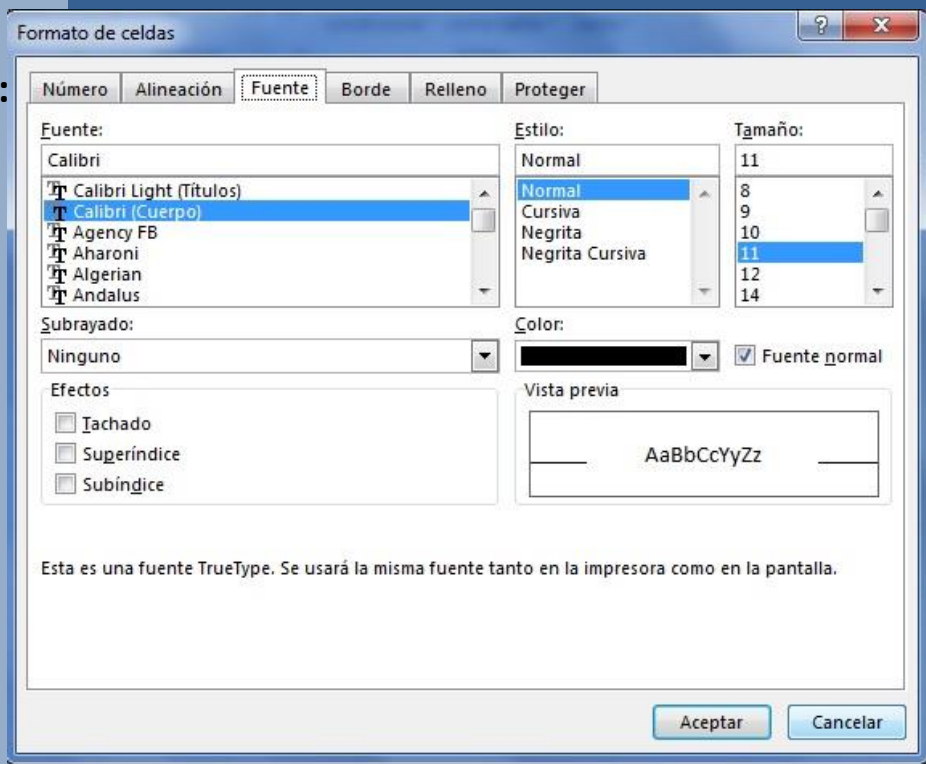 Formato de celdas
:
Número Alineación Fuente Borde Relleno Proteger
Fuente: Estilo: Tamaño:
Calibri Normal 11
Calibri Light (Títulos) Normal 8
Calibri (Cuerpo) Cursiva 9
Agency FB Negrita 10
Aharoni Negrita Cursiva 11
Algerian 12
Andalus 14
Subrayado: Color:
Ninguno Fuente normal
Efectos Vista previa
Tachado
Superíndice AaBbCcYyZz
Subíndice
Esta es una fuente TrueType. Se usará la misma fuente tanto en la impresora como en la pantalla.
Aceptar Cancelar